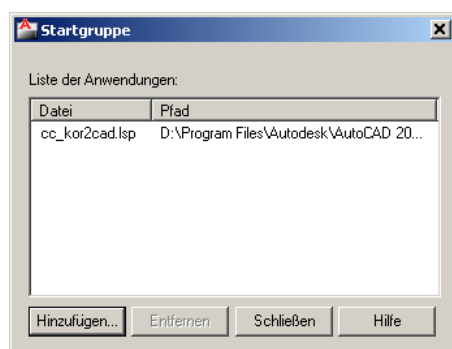 Startgruppe
Liste der Anwendungen:
Datei Pfad
cc_kor2cad.lsp D:\Program Files\Autodesk\AutoCAD 20...
Hinzufügen... Entfernen Schließen Hilfe